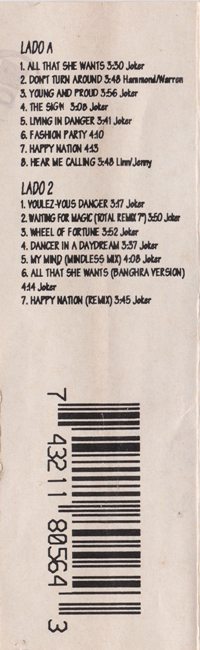 LADO A
1. ALL THAT SHE WANTS 3:30 Joker
2. DON'T TURN AROUND 3:48 Hammond/Warren
3. YOUNG AND PROUD 3:56 Joker
4. THE SIGN 3:08 Joker
5. LIVING IN DANGER 3:41 Joker
6. FASHION PARTY 4:10
7. HAPPY NATION 4:13
8. HEAR ME CALLING 3:48 Linn/Jenny
LADO 2
1. VOULEZ-VOUS DANCER 3:17 Joker
2. WAITING FOR MAGIC (TOTAL REMIX 7") 3:50 Joker
3. WHEEL OF FORTUNE 3:52 Joker
4. DANCER IN A DAYDREAM 3:37 Joker
5. MY MIND (MINDLESS MIX) 4:08 Joker
6. ALL THAT SHE WANTS (BANGHRA VERSION)
4:14 Joker
7. HAPPY NATION (REMIX) 3:45 Joker
7 43211 80564 3